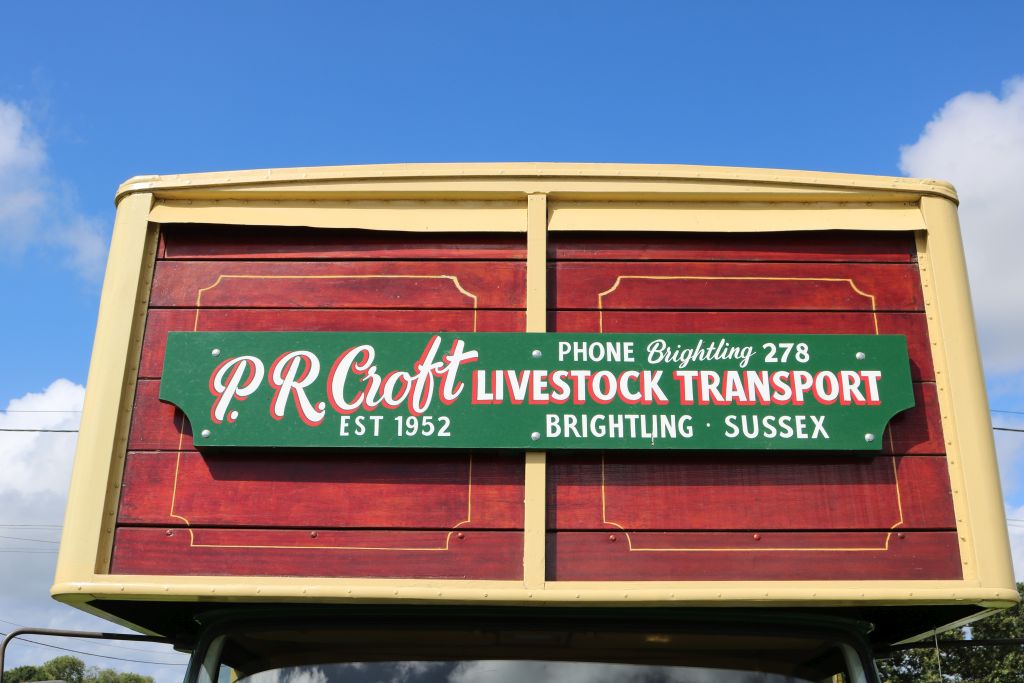 P.R. Croft
EST 1952
PHONE Brightling 278
LIVESTOCK TRANSPORT
BRIGHTLING · SUSSEX